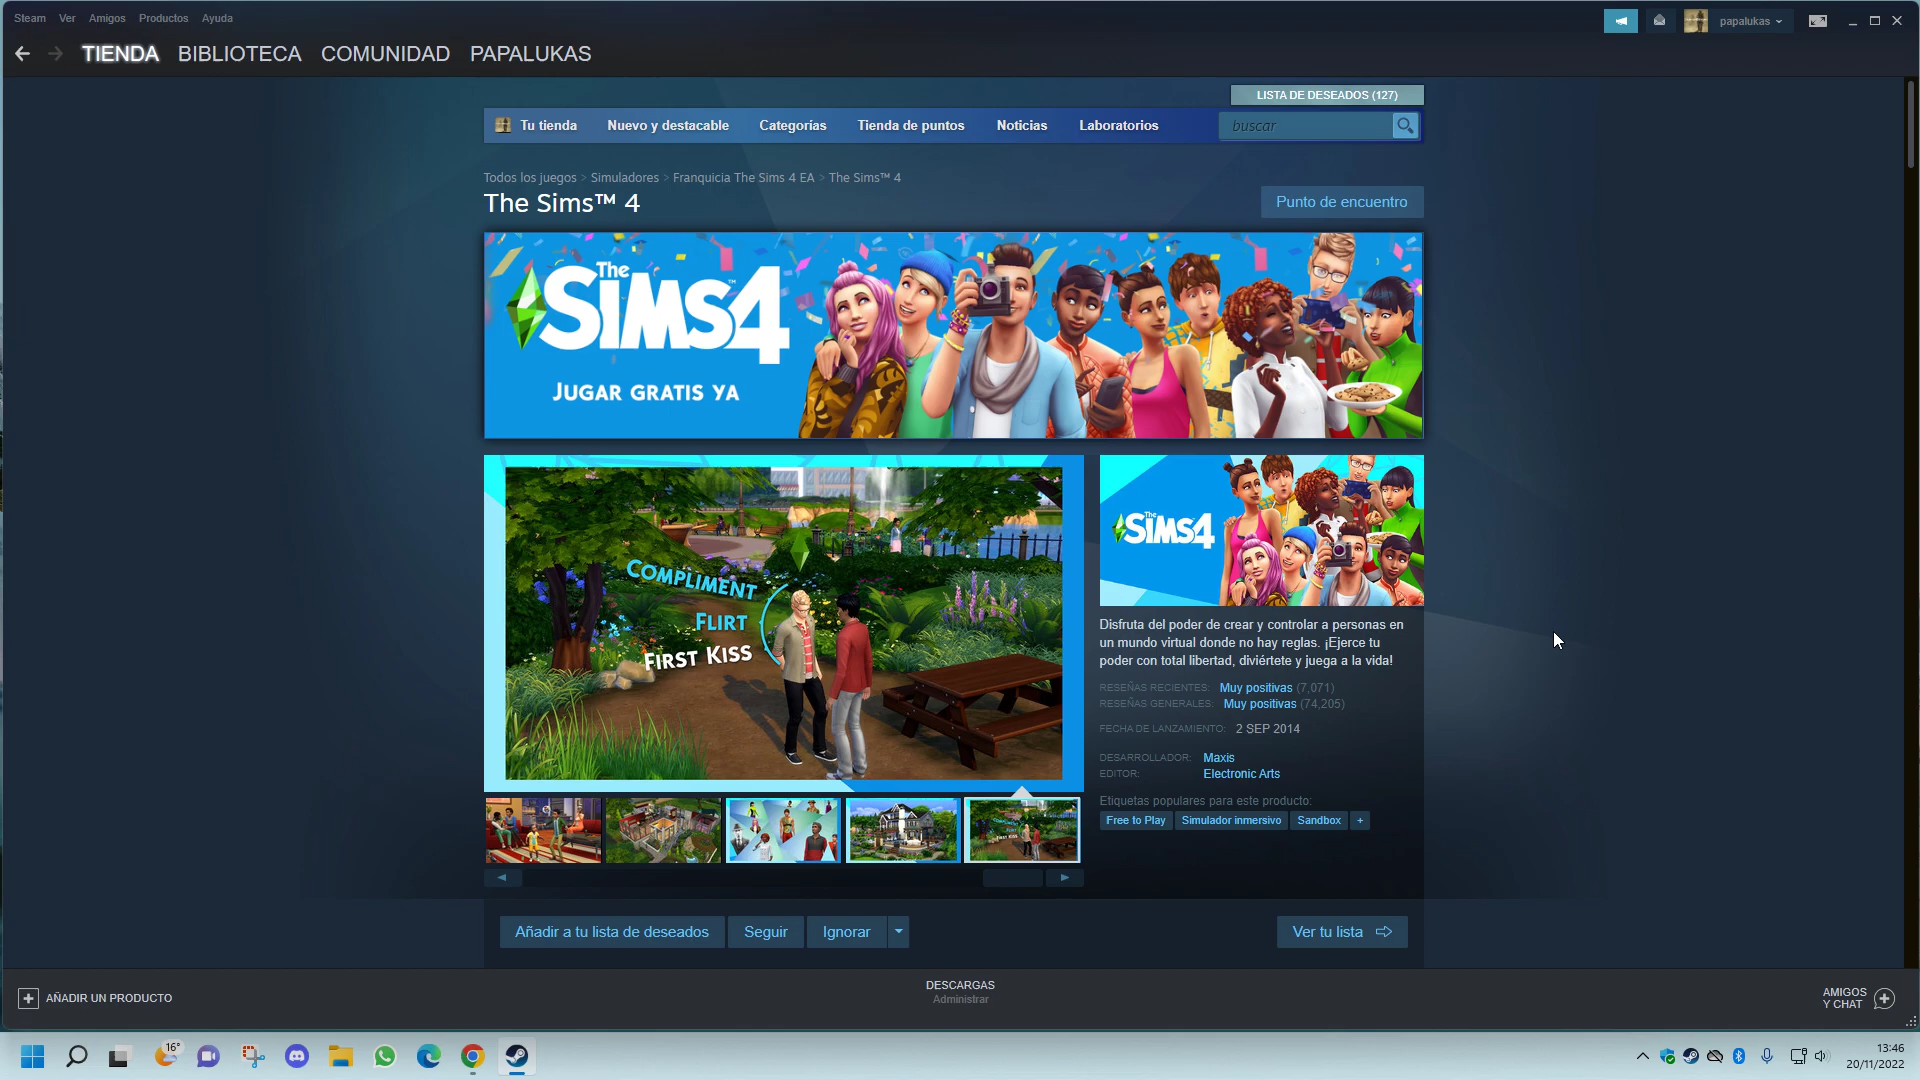 Steam Ver Amigos Productos Ayuda
papalukas
TIENDA BIBLIOTECA COMUNIDAD PAPALUKAS
LISTA DE DESEADOS (127)
Tu tienda Nuevo y destacable Categorías Tienda de puntos Noticias Laboratorios buscar
Todos los juegos > Simuladores > Franquicia The Sims 4 EA > The Sims™ 4
The Sims™ 4
Punto de encuentro
The
SIMS4™
JUGAR GRATIS YA
COMPLIMENT
FLIRT
FIRST KISS
The
SIMS4
Disfruta del poder de crear y controlar a personas en
un mundo virtual donde no hay reglas. ¡Ejerce tu
poder con total libertad, diviértete y juega a la vida!
RESEÑAS RECIENTES: Muy positivas (7,071)
RESEÑAS GENERALES: Muy positivas (74,205)
FECHA DE LANZAMIENTO: 2 SEP 2014
DESARROLLADOR: Maxis
EDITOR: Electronic Arts
Etiquetas populares para este producto:
Free to Play Simulador inmersivo Sandbox +
COMPLIMENT
FLIRT
FIRST KISS
Añadir a tu lista de deseados Seguir Ignorar
Ver tu lista
AÑADIR UN PRODUCTO
DESCARGAS
Administrar
AMIGOS
Y CHAT
16°
13:46
20/11/2022